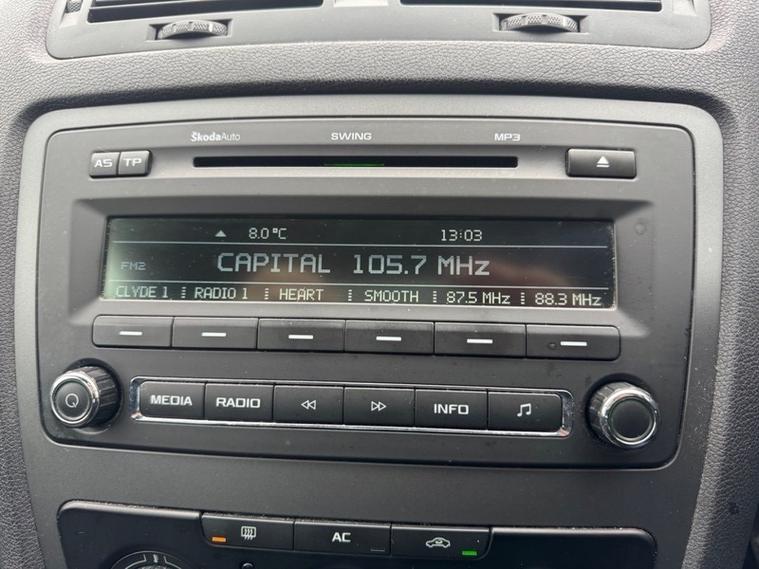 ŠkodaAuto SWING MP3
AS TP
8.0°C 13:03
FM2 CAPITAL 105.7 MHz
CLYDE 1 RADIO 1 HEART SMOOTH 87.5 MHz 88.3 MHz
MEDIA RADIO INFO
AC